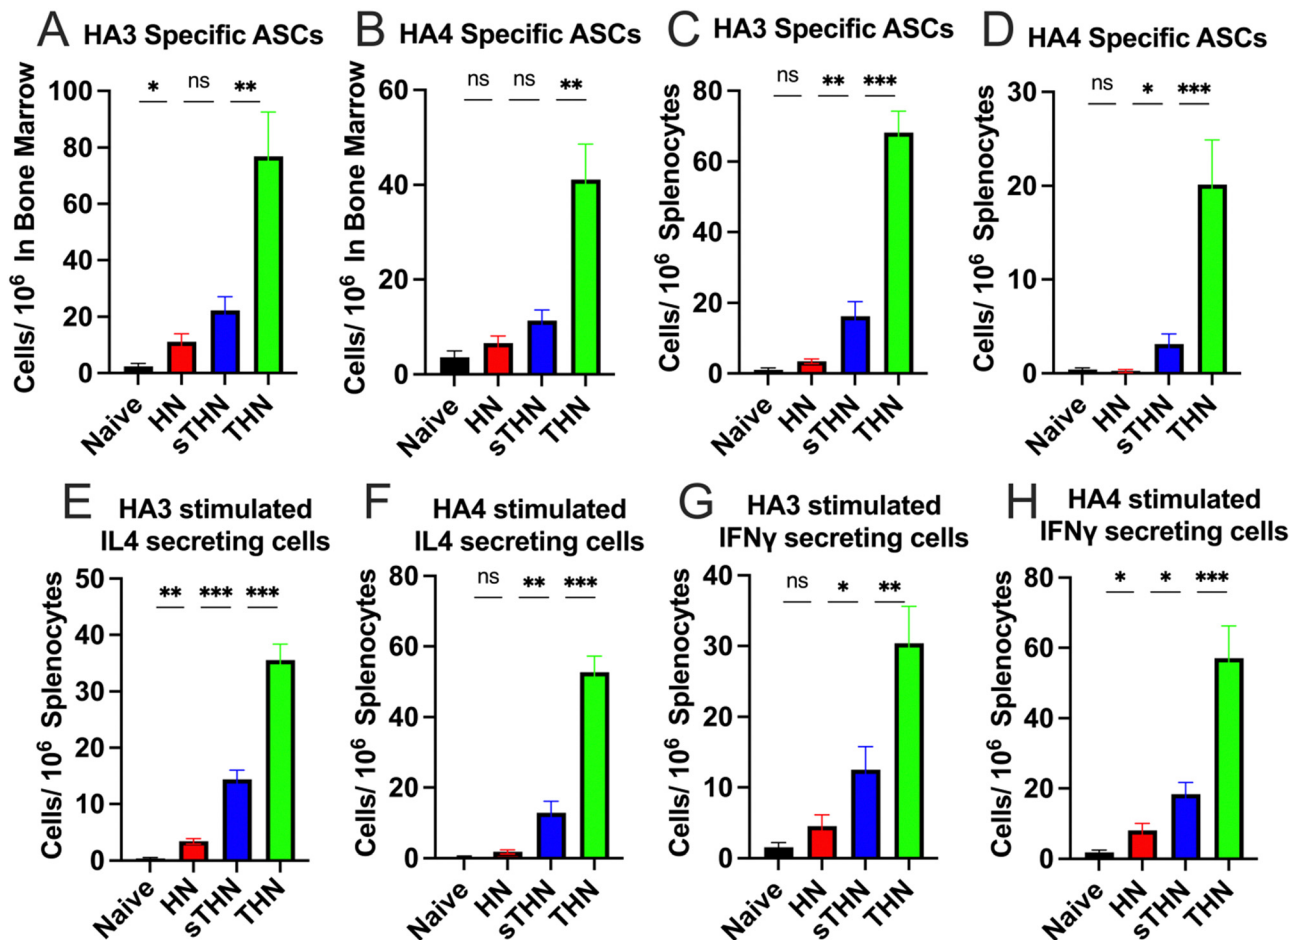 A HA3 Specific ASCs
* ns **
100
80
60
40
20
0
Cells/ 10⁶ In Bone Marrow
Naive HN sTHN THN
B HA4 Specific ASCs
ns ns **
60
40
20
0
Cells/ 10⁶ In Bone Marrow
Naive HN sTHN THN
C HA3 Specific ASCs
ns ** ***
80
60
40
20
0
Cells/ 10⁶ Splenocytes
Naive HN sTHN THN
D HA4 Specific ASCs
ns * ***
30
20
10
0
Cells/ 10⁶ Splenocytes
Naive HN sTHN THN
E HA3 stimulated
IL4 secreting cells
** *** ***
50
40
30
20
10
0
Cells/ 10⁶ Splenocytes
Naive HN sTHN THN
F HA4 stimulated
IL4 secreting cells
ns ** ***
80
60
40
20
0
Cells/ 10⁶ Splenocytes
Naive HN sTHN THN
G HA3 stimulated
IFNγ secreting cells
ns * **
40
30
20
10
0
Cells/ 10⁶ Splenocytes
Naive HN sTHN THN
H HA4 stimulated
IFNγ secreting cells
* * ***
80
60
40
20
0
Cells/ 10⁶ Splenocytes
Naive HN sTHN THN